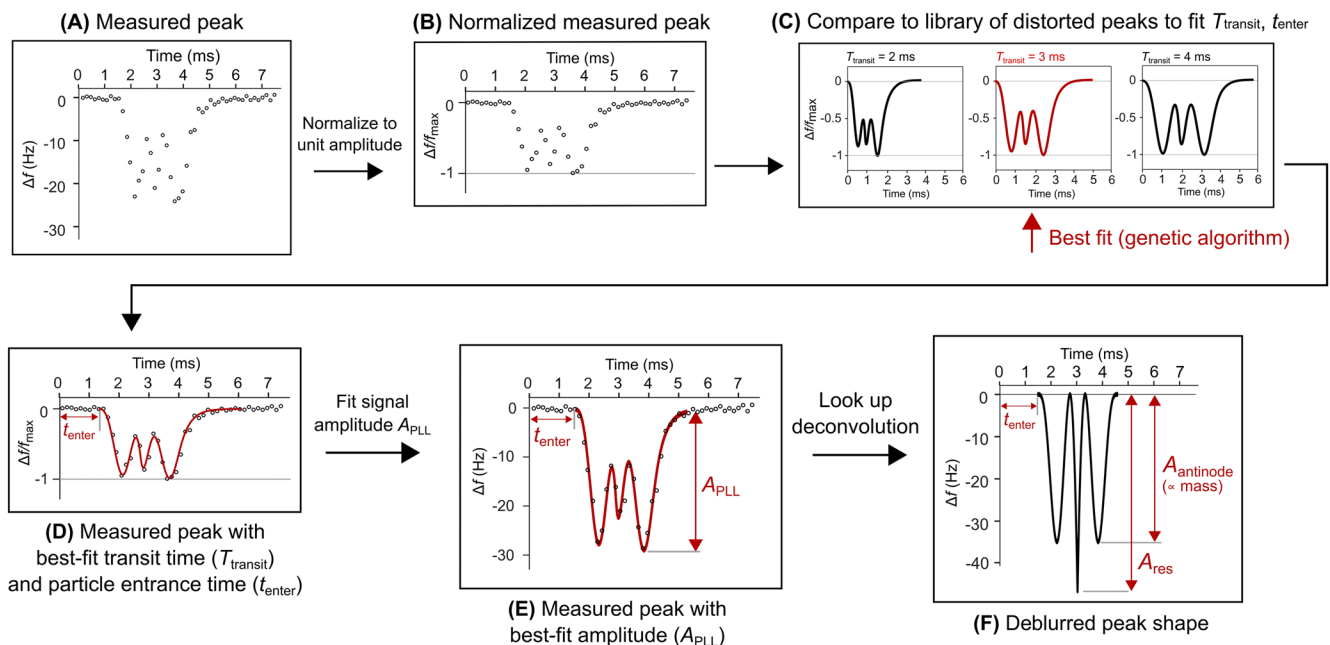 (A) Measured peak
Time (ms)
0 1 2 3 4 5 6 7
0
-10
-20
-30
Δf (Hz)
Normalize to
unit amplitude
(B) Normalized measured peak
Time (ms)
0 1 2 3 4 5 6 7
0
1
Δf/fmax
(C) Compare to library of distorted peaks to fit Ttransit, tenter
Ttransit = 2 ms
Ttransit = 3 ms
Ttransit = 4 ms
0
-0.5
-1
Δf/fmax
0 1 2 3 4 5 6
Time (ms)
0
-0.5
-1
0 1 2 3 4 5 6
Time (ms)
0
-0.5
-1
0 1 2 3 4 5 6
Time (ms)
Best fit (genetic algorithm)
Time (ms)
0 1 2 3 4 5 6 7
0
-1
Δf/fmax
tenter
(D) Measured peak with
best-fit transit time (Ttransit)
and particle entrance time (tenter)
Fit signal
amplitude APLL
Time (ms)
0 1 2 3 4 5 6 7
0
-10
-20
-30
Δf (Hz)
tenter
APLL
(E) Measured peak with
best-fit amplitude (APLL)
Look up
deconvolution
Time (ms)
0 1 2 3 4 5 6 7
0
-10
-20
-30
-40
Δf (Hz)
tenter
Aantinode
(∝ mass)
Ares
(F) Deblurred peak shape